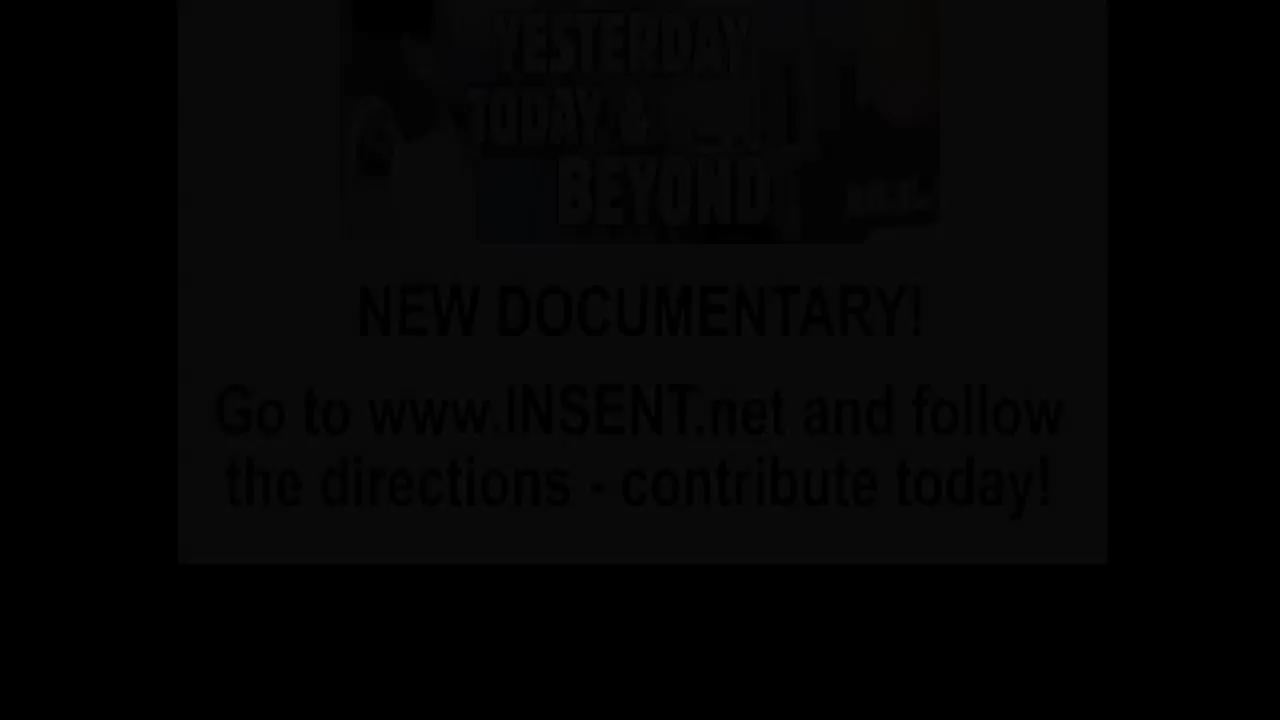 YESTERDAY
TODAY &
BEYOND
NEW DOCUMENTARY!
Go to www.INSENT.net and follow
the directions - contribute today!